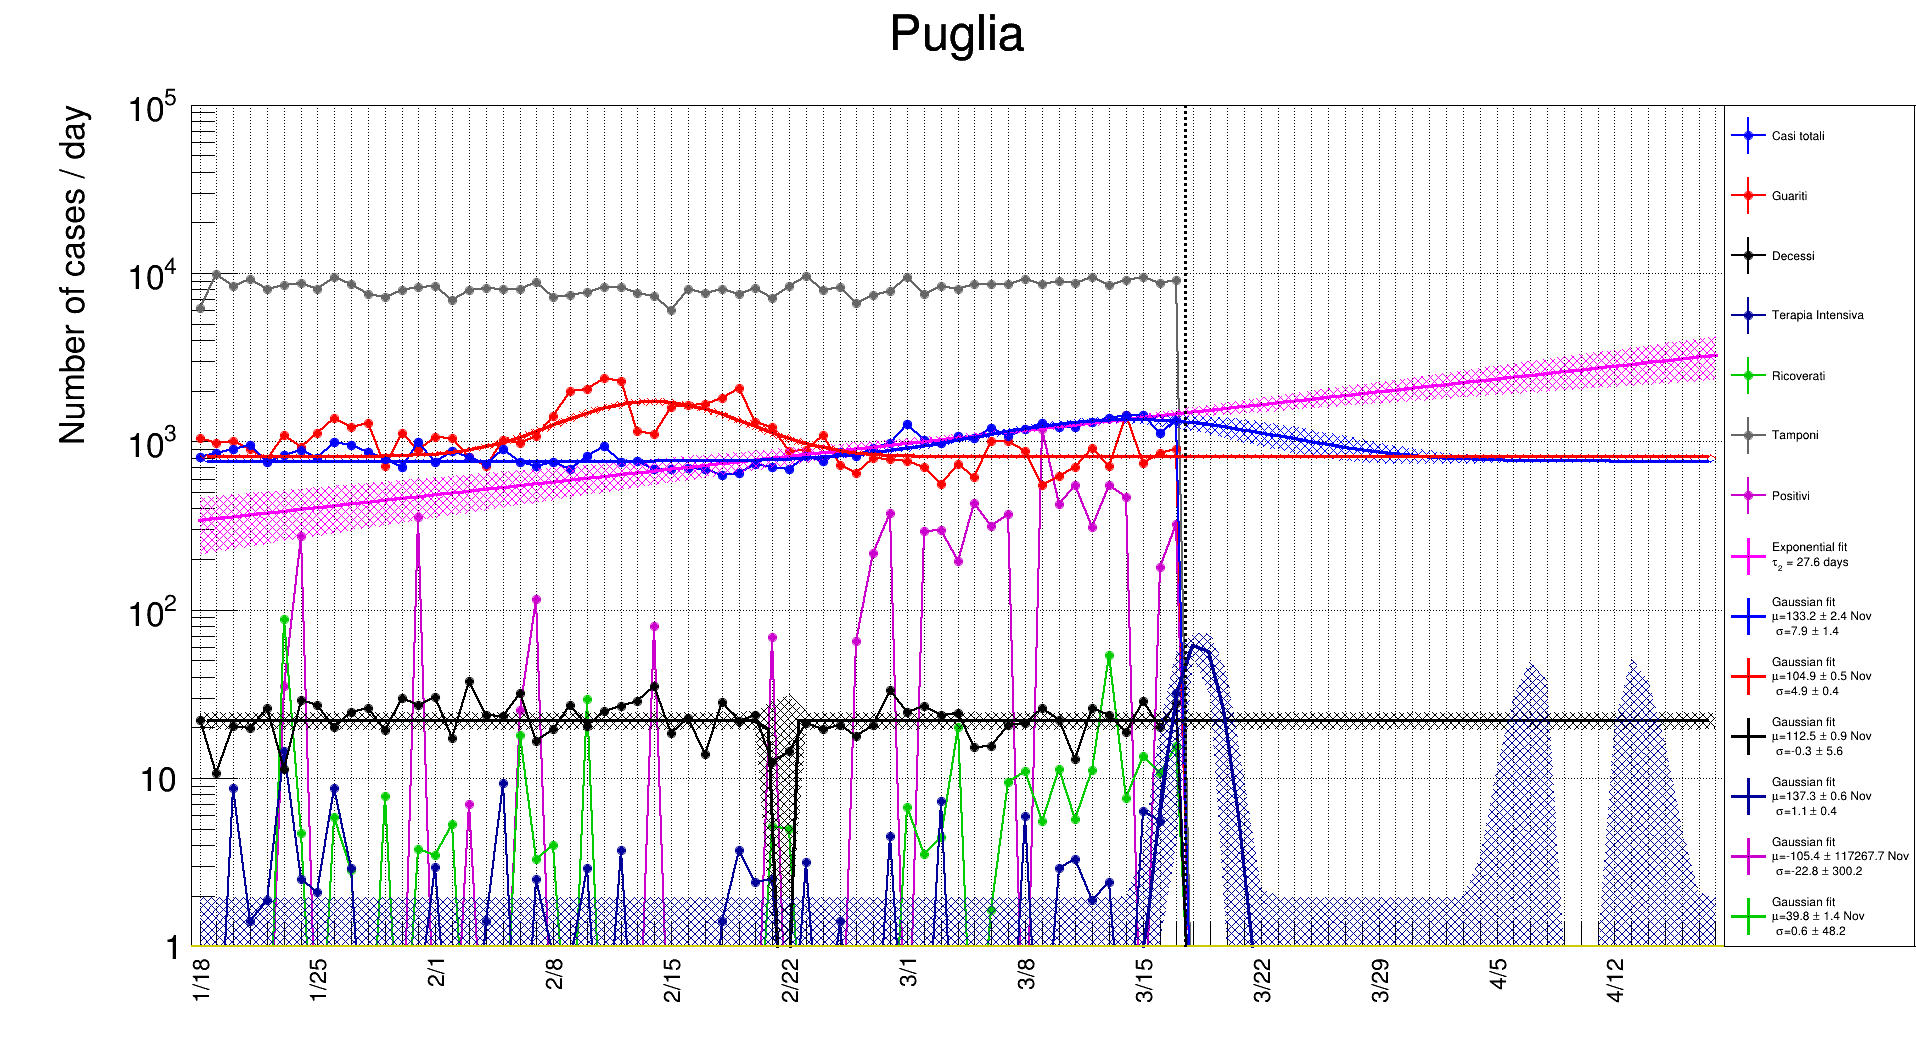 Puglia
Number of cases / day
10^5
10^4
10^3
10^2
10
1
1/18
1/25
2/1
2/8
2/15
2/22
3/1
3/8
3/15
3/22
3/29
4/5
4/12
Casi totali
Guariti
Decessi
Terapia Intensiva
Ricoverati
Tamponi
Positivi
Exponential fit
τ₂ = 27.6 days
Gaussian fit
μ=133.2 ± 2.4 Nov
σ=7.9 ± 1.4
Gaussian fit
μ=104.9 ± 0.5 Nov
σ=4.9 ± 0.4
Gaussian fit
μ=112.5 ± 0.9 Nov
σ=-0.3 ± 5.6
Gaussian fit
μ=137.3 ± 0.6 Nov
σ=1.1 ± 0.4
Gaussian fit
μ=-105.4 ± 117267.7 Nov
σ=-22.8 ± 300.2
Gaussian fit
μ=39.8 ± 1.4 Nov
σ=0.6 ± 48.2